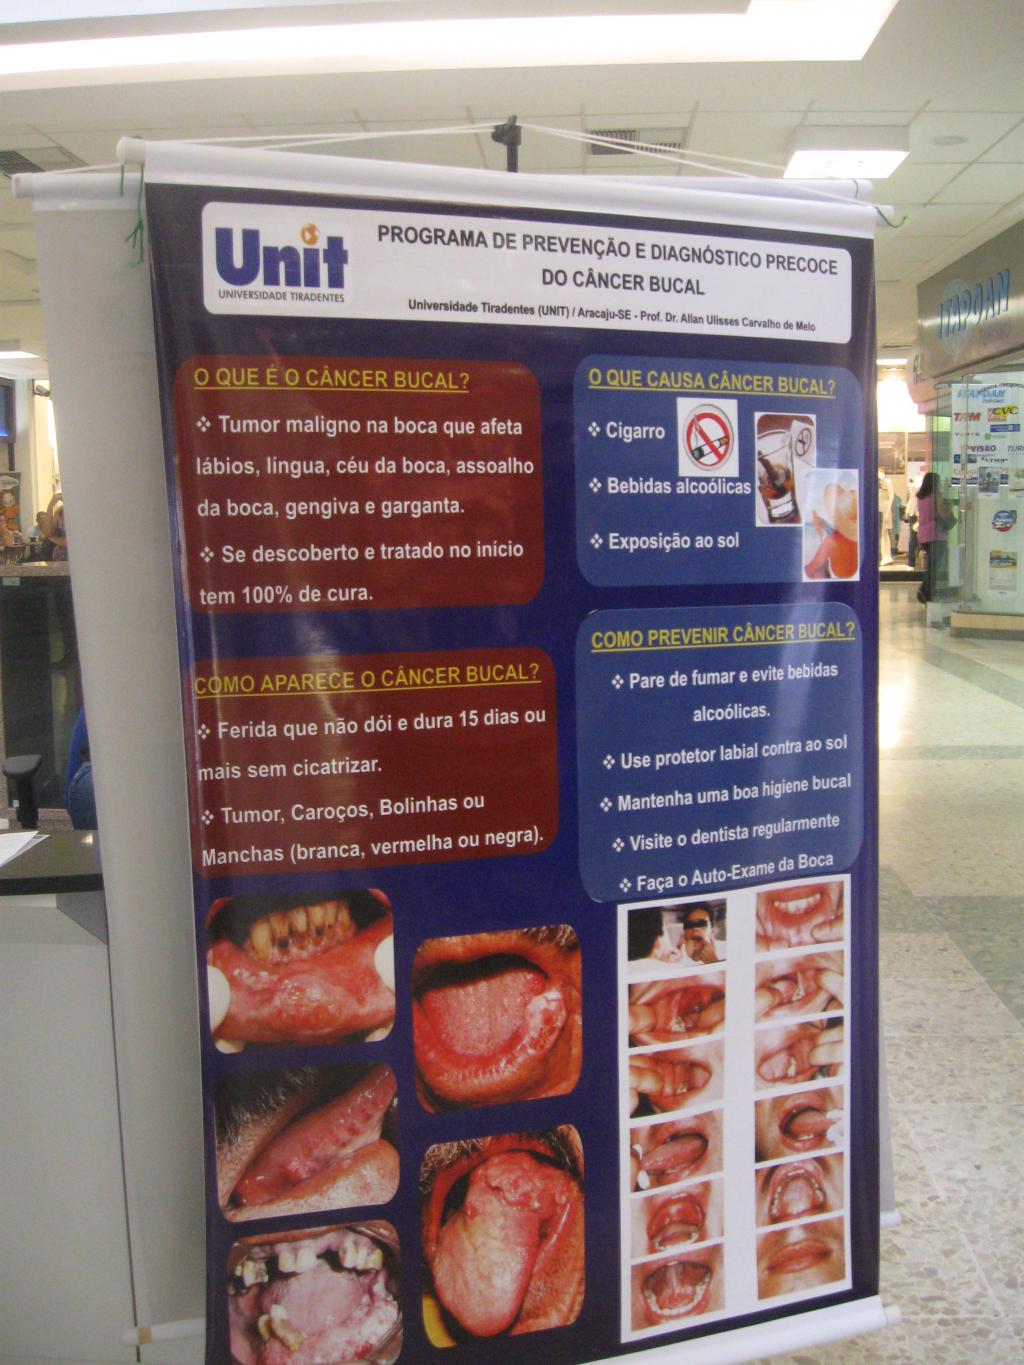 Unit
UNIVERSIDADE TIRADENTES
PROGRAMA DE PREVENÇÃO E DIAGNÓSTICO PRECOCE
DO CÂNCER BUCAL
Universidade Tiradentes (UNIT) / Aracaju-SE - Prof. Dr. Allan Ulisses Carvalho de Melo
O QUE É O CÂNCER BUCAL?
❖ Tumor maligno na boca que afeta
lábios, língua, céu da boca, assoalho
da boca, gengiva e garganta.
❖ Se descoberto e tratado no início
tem 100% de cura.
O QUE CAUSA CÂNCER BUCAL?
❖ Cigarro
❖ Bebidas alcoólicas
❖ Exposição ao sol
COMO APARECE O CÂNCER BUCAL?
❖ Ferida que não dói e dura 15 dias ou
mais sem cicatrizar.
❖ Tumor, Caroços, Bolinhas ou
Manchas (branca, vermelha ou negra).
COMO PREVENIR CÂNCER BUCAL?
❖ Pare de fumar e evite bebidas
alcoólicas.
❖ Use protetor labial contra ao sol
❖ Mantenha uma boa higiene bucal
❖ Visite o dentista regularmente
❖ Faça o Auto-Exame da Boca
ITAPOAN
ITAPOAN
TAM
CVC
VISÃO